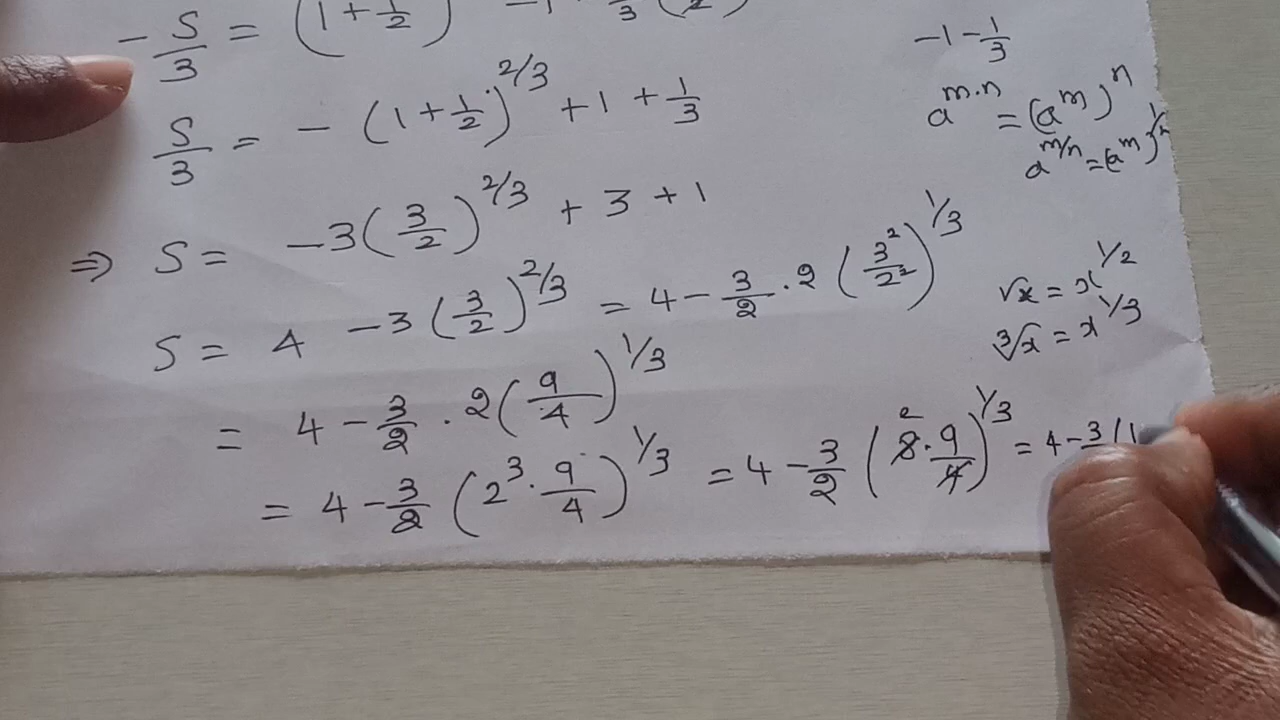 -S/3 = (1 + 1/2) -1
-1 - 1/3
S/3 = -(1 + 1/2)^2/3 + 1 + 1/3
a^m·n = (a^m)^n
a^m/n = (a^m)^1/n
⇒ S = -3(3/2)^2/3 + 3 + 1
S = 4 - 3(3/2)^2/3 = 4 - 3/2 · 2(3²/2²)^1/3
√x = x^1/2
∛x = x^1/3
= 4 - 3/2 · 2(9/4)^1/3
= 4 - 3/2 (2³ · 9/4)^1/3 = 4 - 3/2 (8 2 · 9/4)^1/3 = 4 - 3/ (1